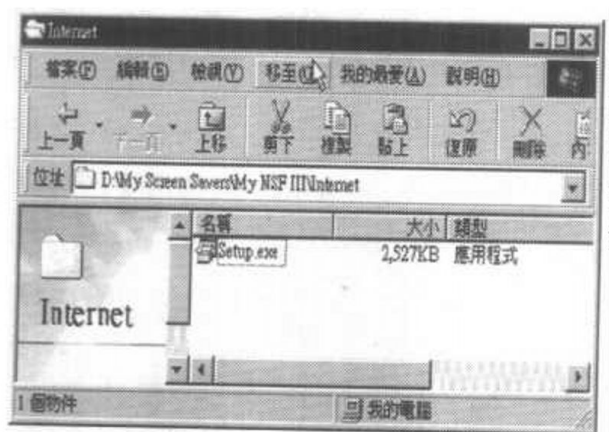 Internet
檔案(F) 編輯(E) 檢視(V) 移至(G) 我的最愛(A) 說明(H)
上一頁 下一頁 上移 剪下 複製 貼上 復原 刪除 內
位址 D:\My Screen Savers\My NSF III\Internet
名稱 大小 類型
Setup.exe 2,527KB 應用程式
Internet
1 個物件 我的電腦